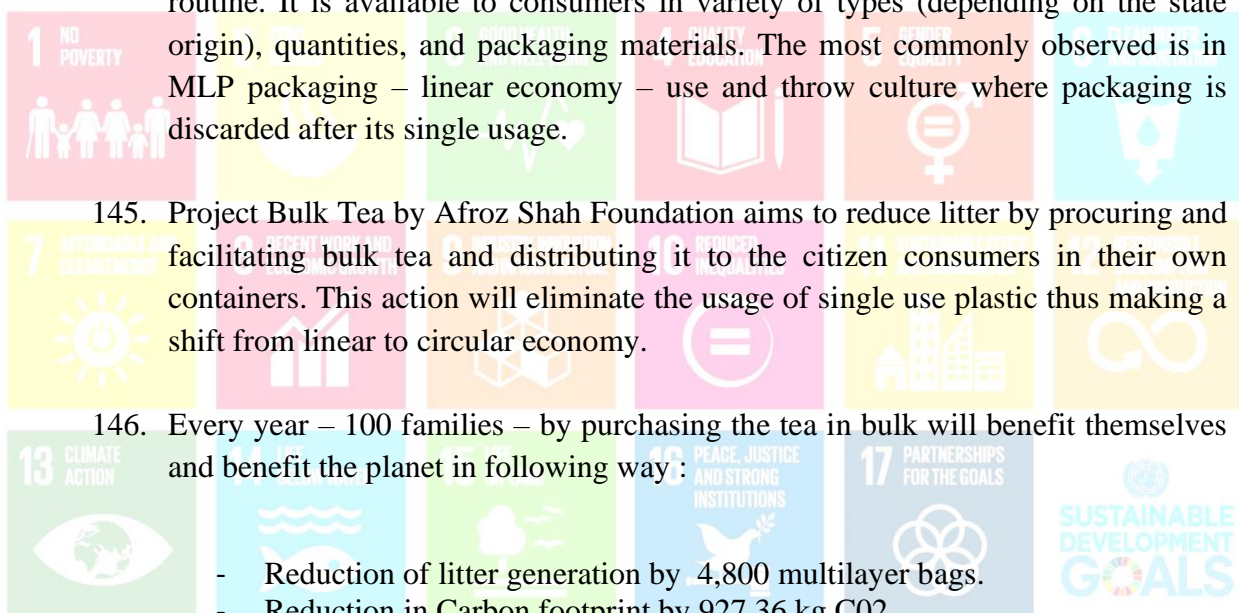 routine. It is available to consumers in variety of types (depending on the state
origin), quantities, and packaging materials. The most commonly observed is in
MLP packaging – linear economy – use and throw culture where packaging is
discarded after its single usage.
145. Project Bulk Tea by Afroz Shah Foundation aims to reduce litter by procuring and
facilitating bulk tea and distributing it to the citizen consumers in their own
containers. This action will eliminate the usage of single use plastic thus making a
shift from linear to circular economy.
146. Every year – 100 families – by purchasing the tea in bulk will benefit themselves
and benefit the planet in following way :
- Reduction of litter generation by 4,800 multilayer bags.
- Reduction in Carbon footprint by 927.36 kg C02
1 NO
POVERTY
4 QUALITY
EDUCATION
5 GENDER
EQUALITY
7
8 DECENT WORK AND
ECONOMIC GROWTH
9
10 REDUCED
INEQUALITIES
11
12
13 CLIMATE
ACTION
14
15
16 PEACE, JUSTICE
AND STRONG
INSTITUTIONS
17 PARTNERSHIPS
FOR THE GOALS
SUSTAINABLE
DEVELOPMENT
GOALS